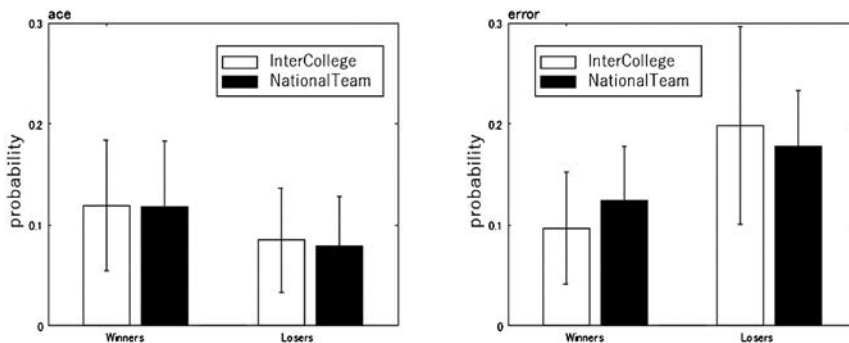 ace
0.3
InterCollege
NationalTeam
0.2
probability
0.1
0
Winners Losers
error
0.3
InterCollege
NationalTeam
0.2
probability
0.1
0
Winners Losers